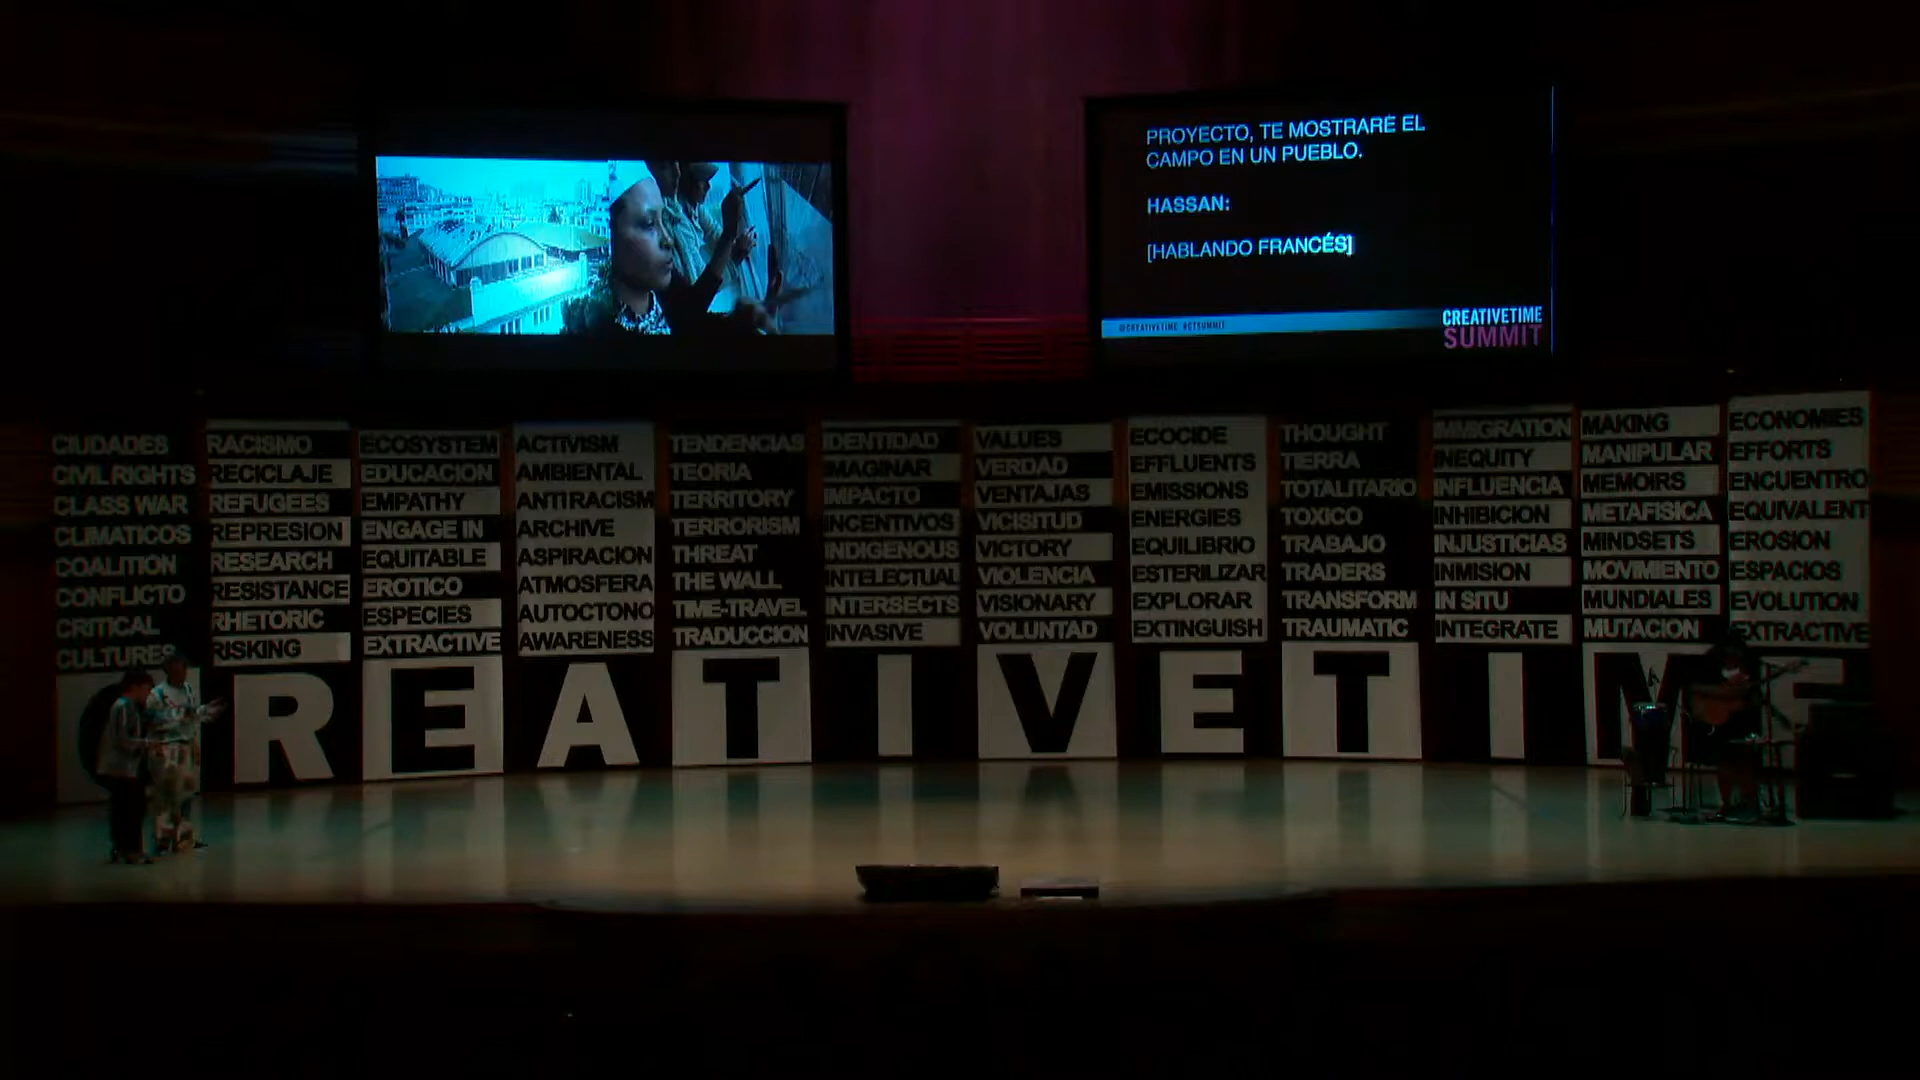 PROYECTO, TE MOSTRARÉ EL
CAMPO EN UN PUEBLO.
HASSAN:
[HABLANDO FRANCÉS]
@CREATIVETIME #CTSUMMIT
CREATIVETIME
SUMMIT
CIUDADES
CIVIL RIGHTS
CLASS WAR
CLIMATICOS
COALITION
CONFLICTO
CRITICAL
CULTURES
RACISMO
RECICLAJE
REFUGEES
REPRESION
RESEARCH
RESISTANCE
RHETORIC
RISKING
ECOSYSTEM
EDUCACION
EMPATHY
ENGAGE IN
EQUITABLE
EROTICO
ESPECIES
EXTRACTIVE
ACTIVISM
AMBIENTAL
ANTIRACISM
ARCHIVE
ASPIRACION
ATMOSFERA
AUTOCTONO
AWARENESS
TENDENCIAS
TEORIA
TERRITORY
TERRORISM
THREAT
THE WALL
TIME-TRAVEL
TRADUCCION
IDENTIDAD
IMAGINAR
IMPACTO
INCENTIVOS
INDIGENOUS
INTELECTUAL
INTERSECTS
INVASIVE
VALUES
VERDAD
VENTAJAS
VICISITUD
VICTORY
VIOLENCIA
VISIONARY
VOLUNTAD
ECOCIDE
EFFLUENTS
EMISSIONS
ENERGIES
EQUILIBRIO
ESTERILIZAR
EXPLORAR
EXTINGUISH
THOUGHT
TIERRA
TOTALITARIO
TOXICO
TRABAJO
TRADERS
TRANSFORM
TRAUMATIC
IMMIGRATION
INEQUITY
INFLUENCIA
INHIBICION
INJUSTICIAS
INMISION
IN SITU
INTEGRATE
MAKING
MANIPULAR
MEMOIRS
METAFISICA
MINDSETS
MOVIMIENTO
MUNDIALES
MUTACION
ECONOMIES
EFFORTS
ENCUENTRO
EQUIVALENT
EROSION
ESPACIOS
EVOLUTION
EXTRACTIVE
CREATIVETIME